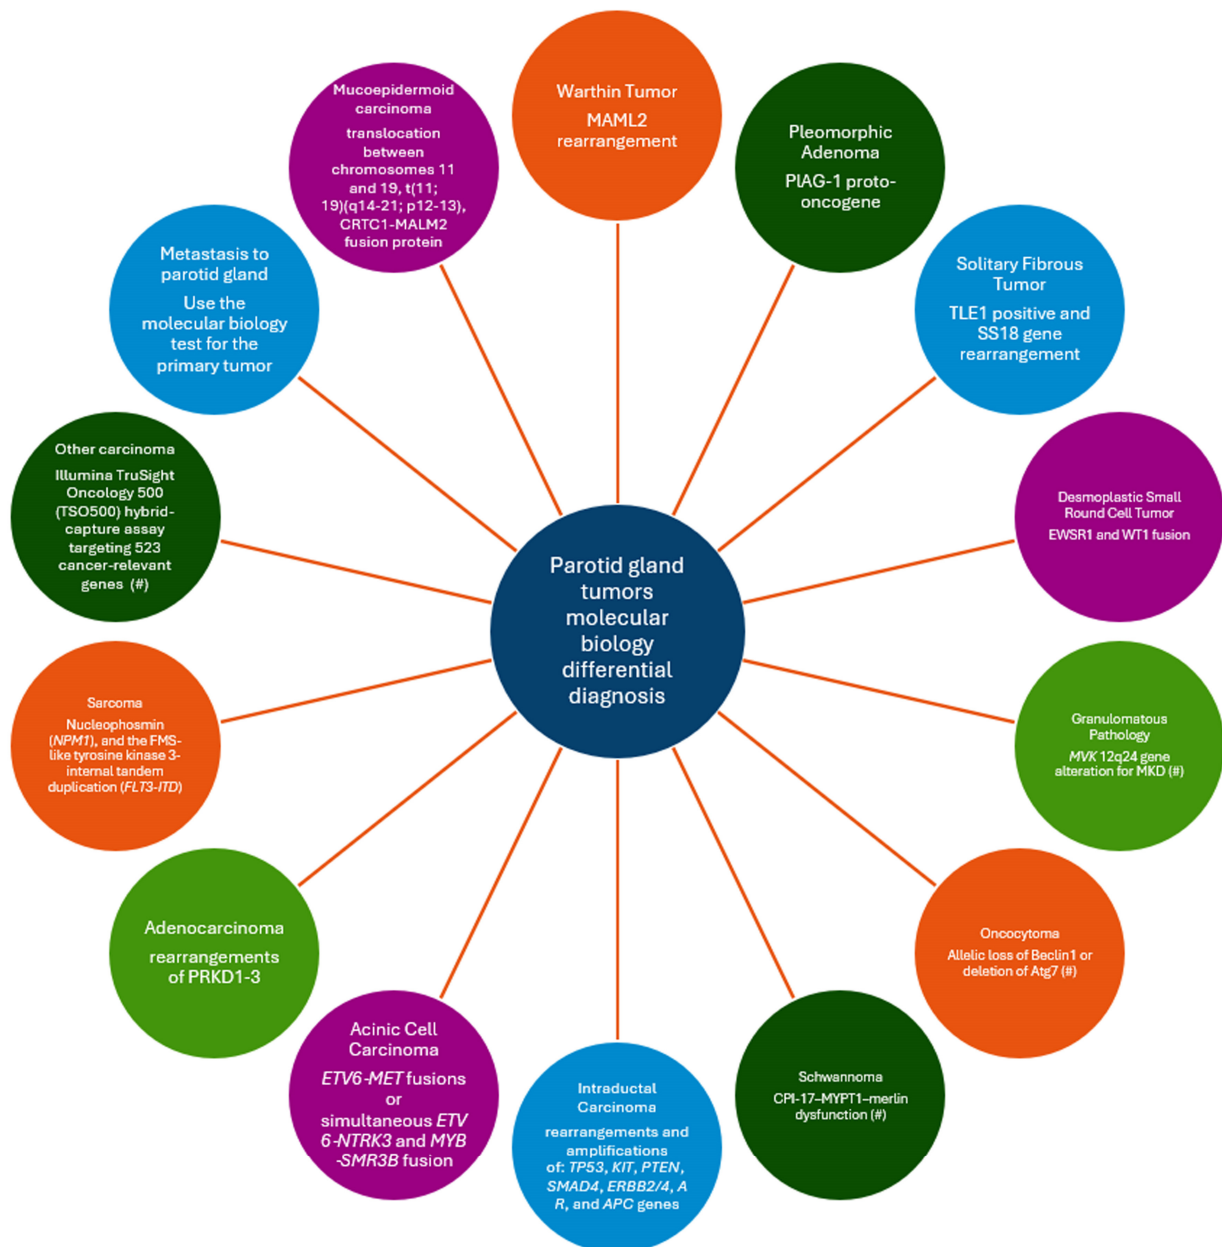 Warthin Tumor
MAML2
rearrangement
Pleomorphic
Adenoma
PlAG-1 proto-
oncogene
Solitary Fibrous
Tumor
TLE1 positive and
SS18 gene
rearrangement
Desmoplastic Small
Round Cell Tumor
EWSR1 and WT1 fusion
Granulomatous
Pathology
MVK 12q24 gene
alteration for MKD (#)
Oncocytoma
Allelic loss of Beclin1 or
deletion of Atg7 (#)
Schwannoma
CPI-17–MYPT1–merlin
dysfunction (#)
Intraductal
Carcinoma
rearrangements and
amplifications
of: TP53, KIT, PTEN,
SMAD4, ERBB2/4, A
R, and APC genes
Acinic Cell
Carcinoma
ETV6-MET fusions
or
simultaneous ETV
6-NTRK3 and MYB
-SMR3B fusion
Adenocarcinoma
rearrangements
of PRKD1-3
Sarcoma
Nucleophosmin
(NPM1), and the FMS-
like tyrosine kinase 3-
internal tandem
duplication (FLT3-ITD)
Other carcinoma
Illumina TruSight
Oncology 500
(TSO500) hybrid-
capture assay
targeting 523
cancer-relevant
genes (#)
Metastasis to
parotid gland
Use the
molecular biology
test for the
primary tumor
Mucoepidermoid
carcinoma
translocation
between
chromosomes 11
and 19, t(11;
19)(q14-21; p12-13),
CRTC1-MALM2
fusion protein
Parotid gland
tumors
molecular
biology
differential
diagnosis